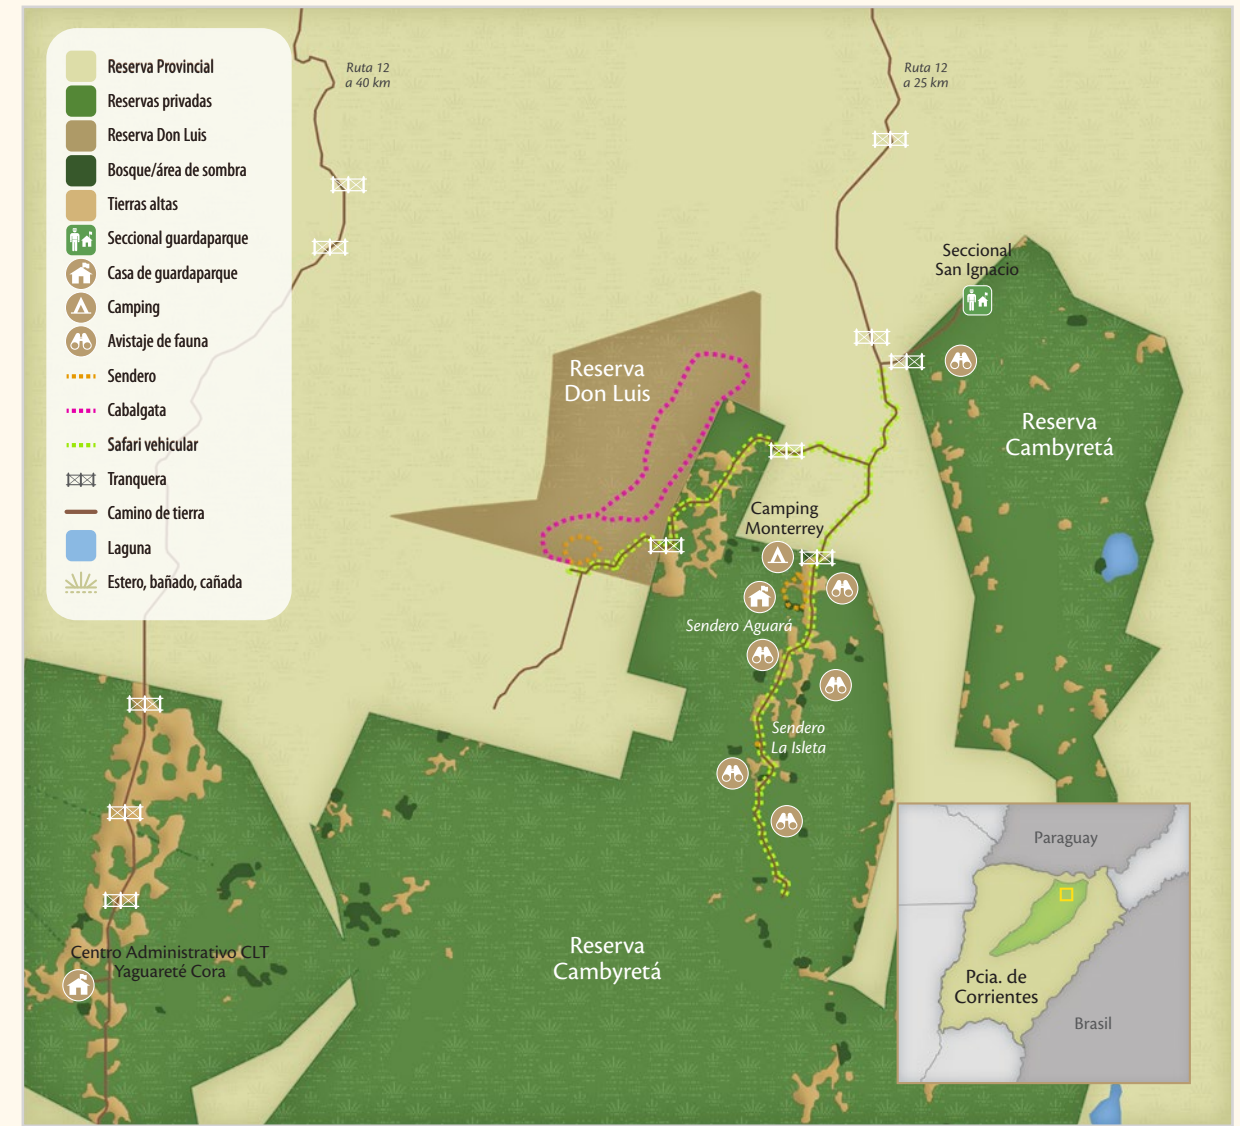 Reserva Provincial
Reservas privadas
Reserva Don Luis
Bosque/área de sombra
Tierras altas
Seccional guardaparque
Casa de guardaparque
Camping
Avistaje de fauna
Sendero
Cabalgata
Safari vehicular
Tranquera
Camino de tierra
Laguna
Estero, bañado, cañada
Ruta 12
a 40 km
Ruta 12
a 25 km
Seccional
San Ignacio
Reserva
Don Luis
Reserva
Cambyretá
Camping
Monterrey
Sendero Aguará
Sendero
La Isleta
Centro Administrativo CLT
Yaguareté Cora
Reserva
Cambyretá
Paraguay
Pcia. de
Corrientes
Brasil